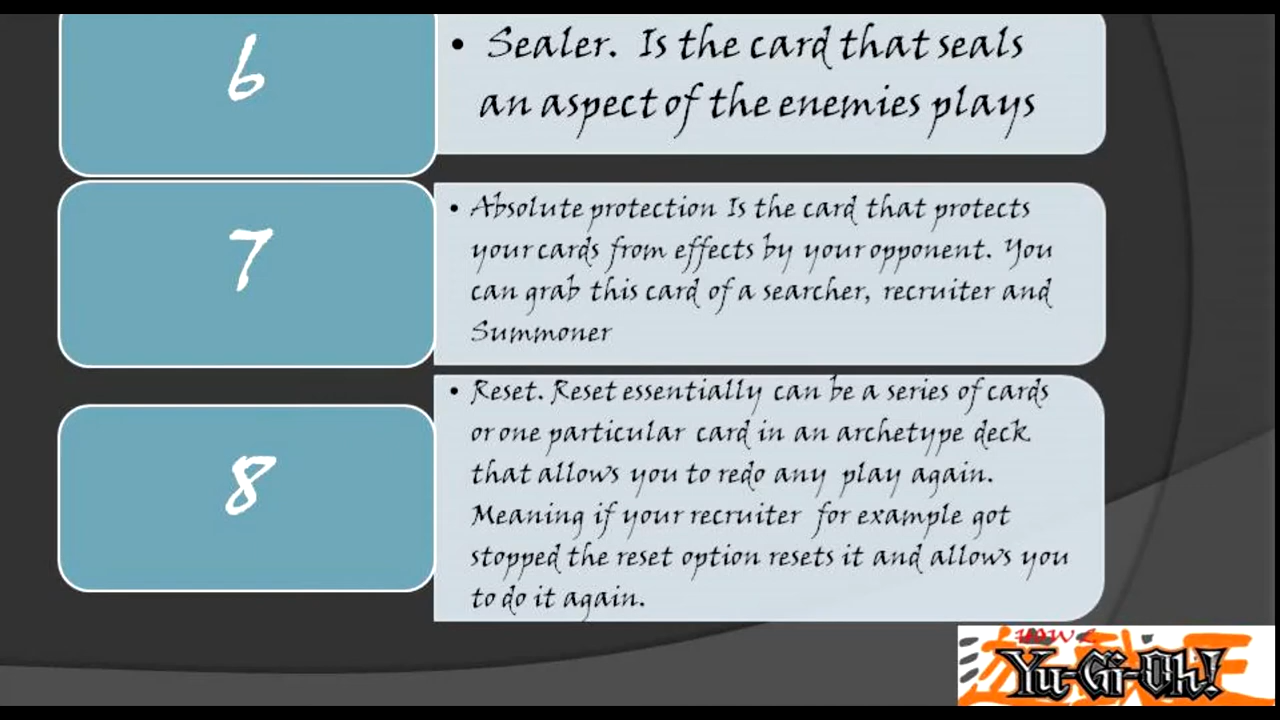 6
• Sealer. Is the card that seals
an aspect of the enemies plays
7
• Absolute protection Is the card that protects
your cards from effects by your opponent. You
can grab this card of a searcher, recruiter and
Summoner
8
• Reset. Reset essentially can be a series of cards
or one particular card in an archetype deck
that allows you to redo any play again.
Meaning if your recruiter for example got
stopped the reset option resets it and allows you
to do it again.
Yu-Gi-Oh!